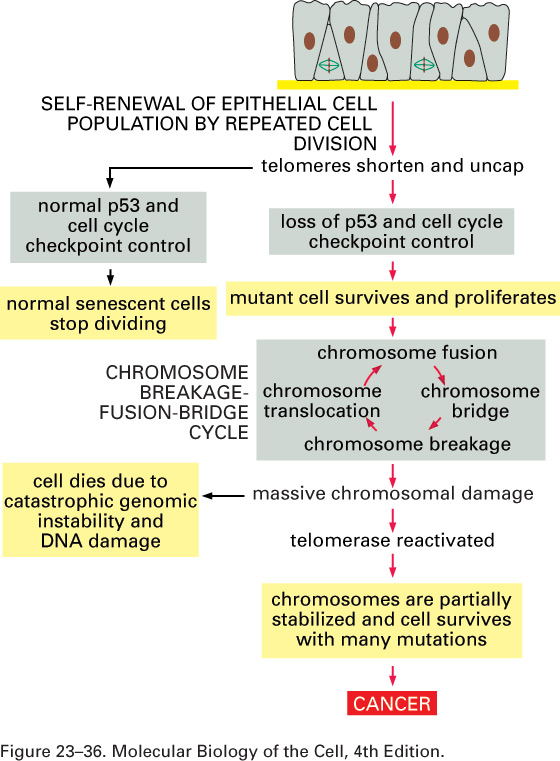 SELF-RENEWAL OF EPITHELIAL CELL
POPULATION BY REPEATED CELL
DIVISION
telomeres shorten and uncap
normal p53 and
cell cycle
checkpoint control
loss of p53 and cell cycle
checkpoint control
normal senescent cells
stop dividing
mutant cell survives and proliferates
CHROMOSOME
BREAKAGE-
FUSION-BRIDGE
CYCLE
chromosome fusion
chromosome
translocation
chromosome
bridge
chromosome breakage
cell dies due to
catastrophic genomic
instability and
DNA damage
massive chromosomal damage
telomerase reactivated
chromosomes are partially
stabilized and cell survives
with many mutations
CANCER
Figure 23–36. Molecular Biology of the Cell, 4th Edition.